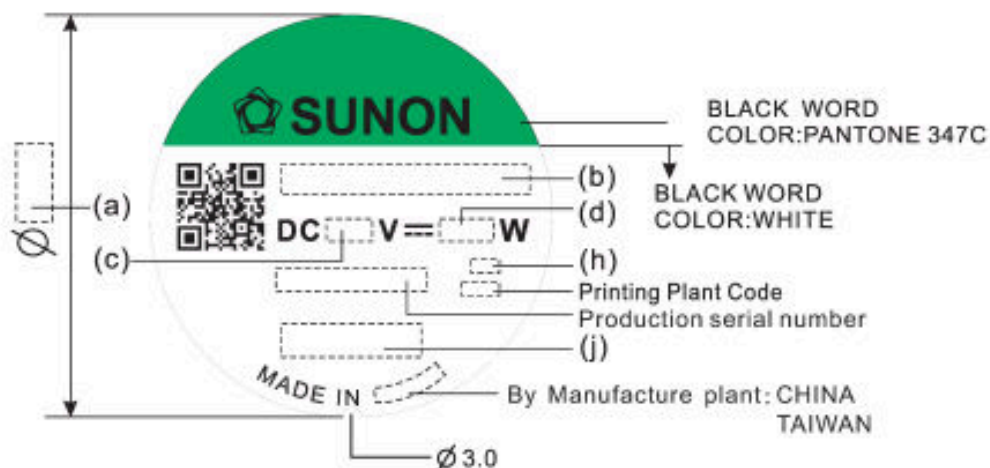 SUNON
BLACK WORD
COLOR:PANTONE 347C
BLACK WORD
COLOR:WHITE
(a)
(b)
(d)
DC V⎓ W
(c)
(h)
Printing Plant Code
Production serial number
(j)
MADE IN
By Manufacture plant: CHINA
TAIWAN
Ø
Ø 3.0